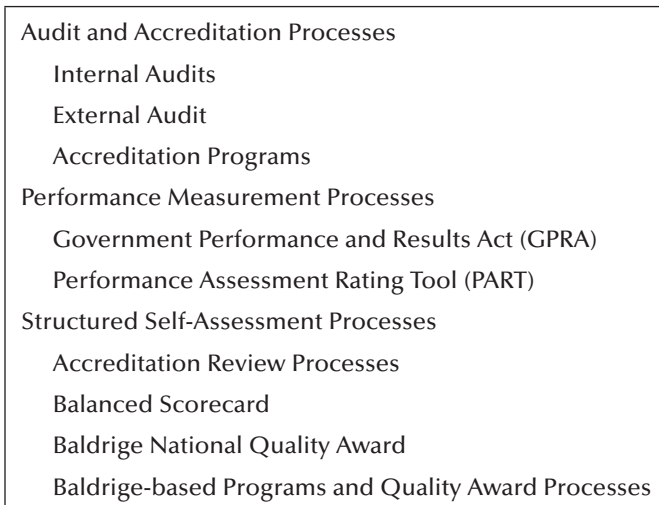 Audit and Accreditation Processes
Internal Audits
External Audit
Accreditation Programs
Performance Measurement Processes
Government Performance and Results Act (GPRA)
Performance Assessment Rating Tool (PART)
Structured Self-Assessment Processes
Accreditation Review Processes
Balanced Scorecard
Baldrige National Quality Award
Baldrige-based Programs and Quality Award Processes